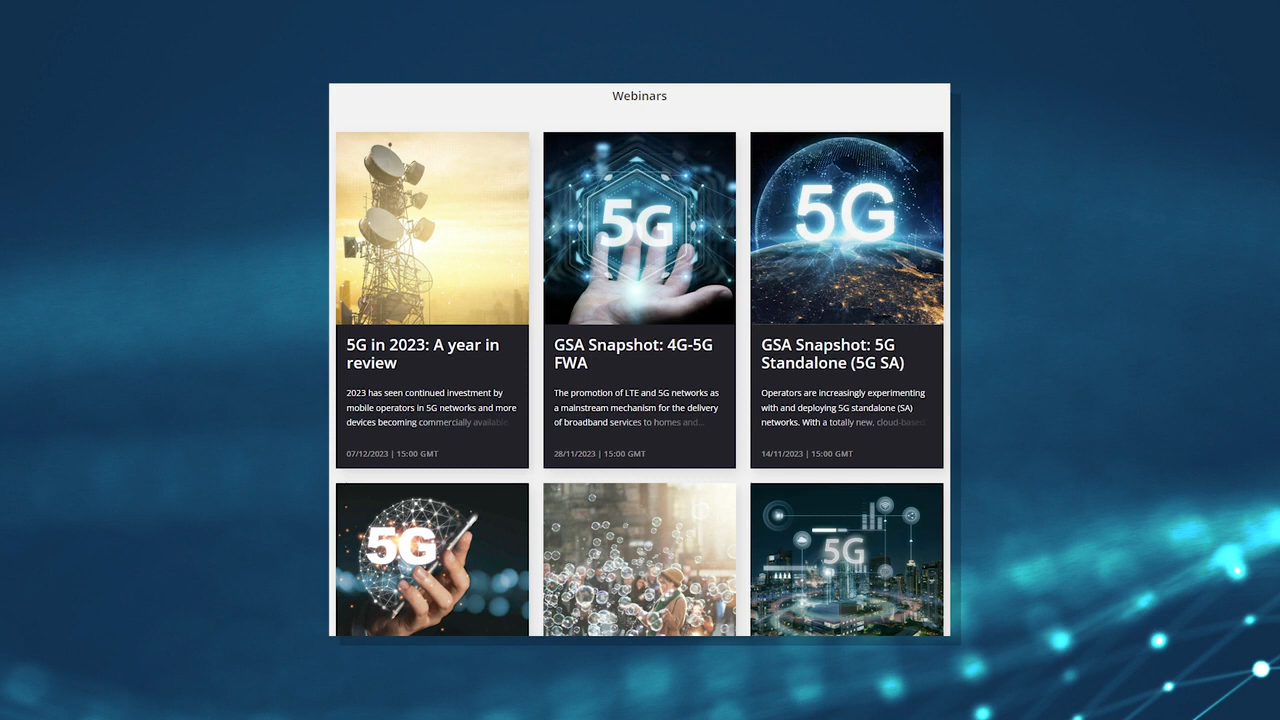 Webinars
5G
5G
5G in 2023: A year in
review
2023 has seen continued investment by
mobile operators in 5G networks and more
devices becoming commercially available
07/12/2023 | 15:00 GMT
GSA Snapshot: 4G-5G
FWA
The promotion of LTE and 5G networks as
a mainstream mechanism for the delivery
of broadband services to homes and...
28/11/2023 | 15:00 GMT
GSA Snapshot: 5G
Standalone (5G SA)
Operators are increasingly experimenting
with and deploying 5G standalone (SA)
networks. With a totally new, cloud-based
14/11/2023 | 15:00 GMT
5G
5G